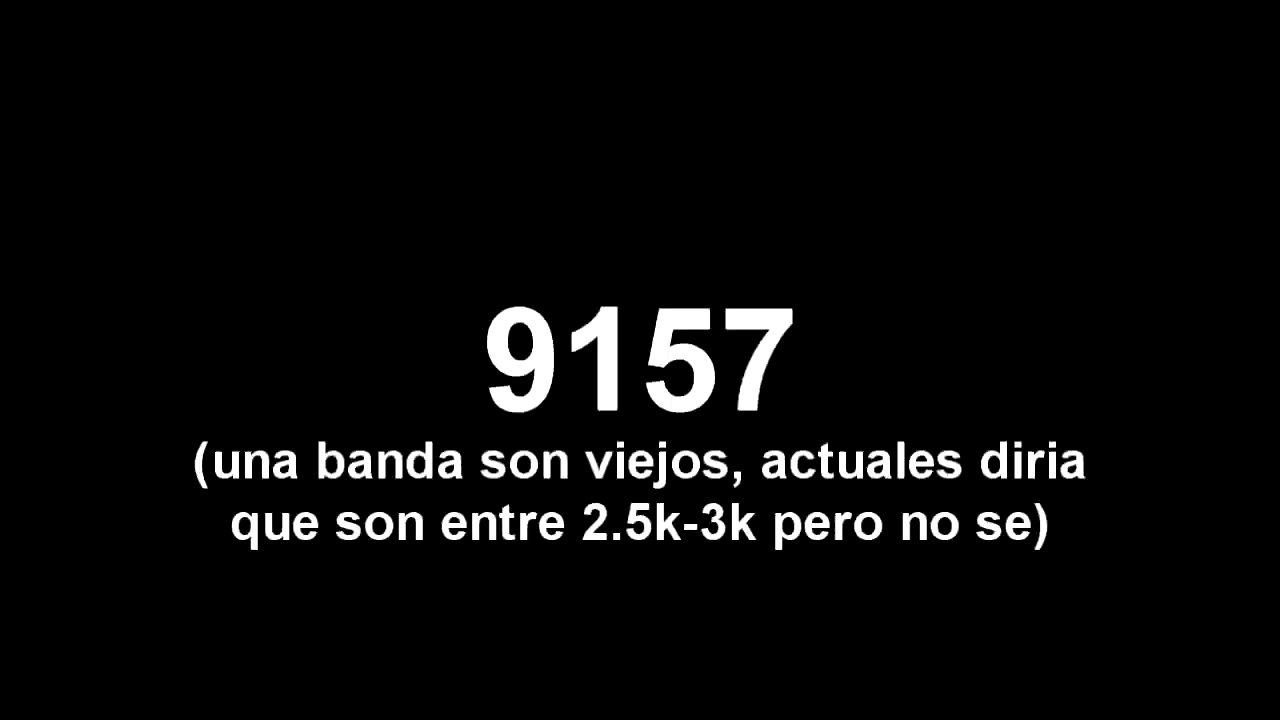 9157
(una banda son viejos, actuales diria
que son entre 2.5k-3k pero no se)